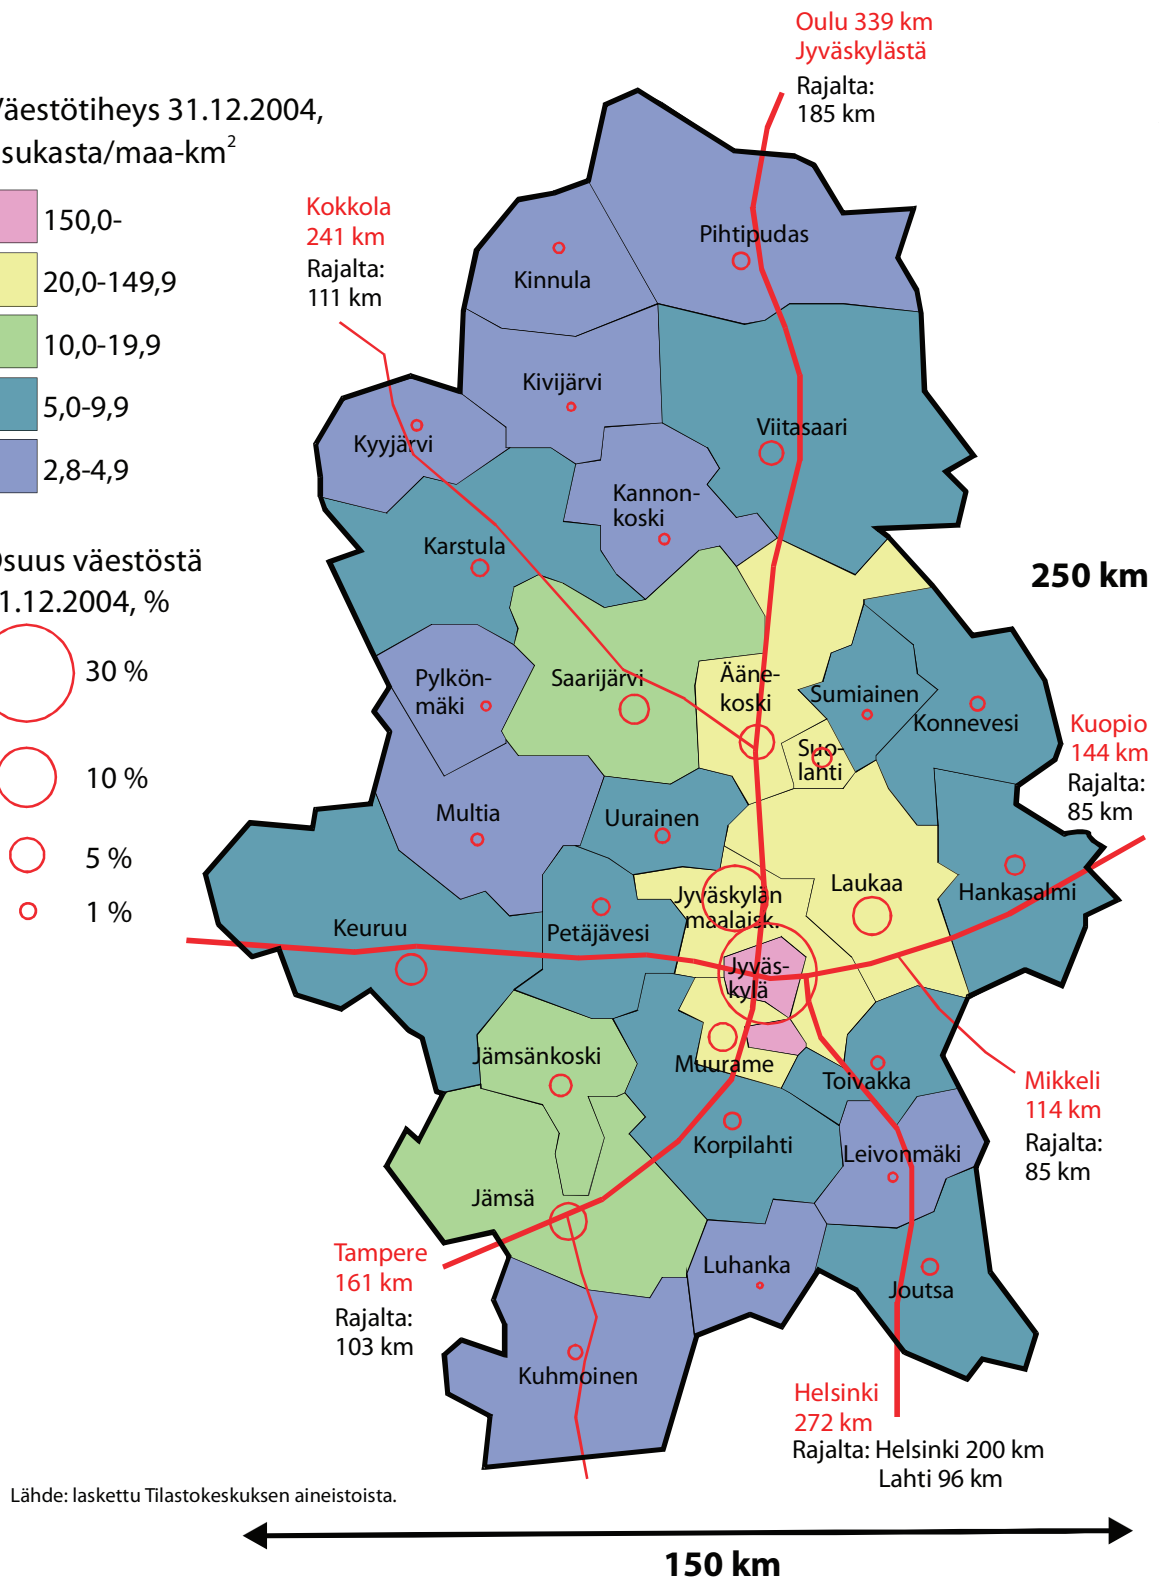 Oulu 339 km
Jyväskylästä
Rajalta:
185 km
Väestötiheys 31.12.2004,
sukasta/maa-km²
150,0-
20,0-149,9
10,0-19,9
5,0-9,9
2,8-4,9
Kokkola
241 km
Rajalta:
111 km
Pihtipudas
Kinnula
Kivijärvi
Kyyjärvi
Viitasaari
Kannon-
koski
Karstula
Osuus väestöstä
1.12.2004, %
30 %
10 %
5 %
1 %
250 km
Pylkön-
mäki
Saarijärvi
Ääne-
koski
Sumiainen
Konnevesi
Suo-
lahti
Kuopio
144 km
Rajalta:
85 km
Multia
Uurainen
Jyväskylän
maalaisk.
Laukaa
Hankasalmi
Keuruu
Petäjävesi
Jyväs-
kylä
Jämsänkoski
Muurame
Toivakka
Mikkeli
114 km
Rajalta:
85 km
Korpilahti
Leivonmäki
Jämsä
Tampere
161 km
Rajalta:
103 km
Luhanka
Joutsa
Kuhmoinen
Helsinki
272 km
Rajalta: Helsinki 200 km
Lahti 96 km
Lähde: laskettu Tilastokeskuksen aineistoista.
150 km